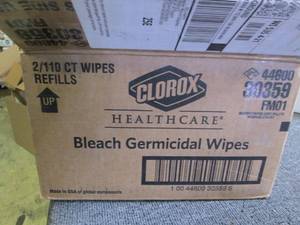 2/110 CT WIPES
REFILLS
UP
CLOROX
HEALTHCARE®
Bleach Germicidal Wipes
44600
30359
FM01
Made in USA of global components
1 00 44600 30359 6